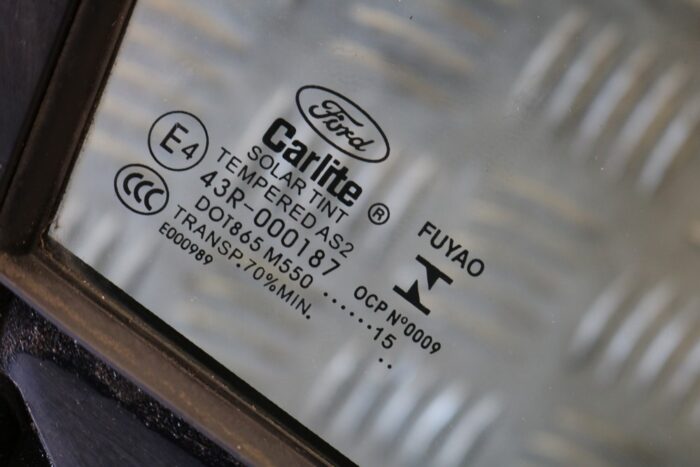 Ford
Carlite ®
SOLAR TINT
TEMPERED AS2
E4
43R-000187
CCC
DOT865 M550 ......15
TRANSP.70%MIN. ..
E000989
FUYAO
OCP Nº0009